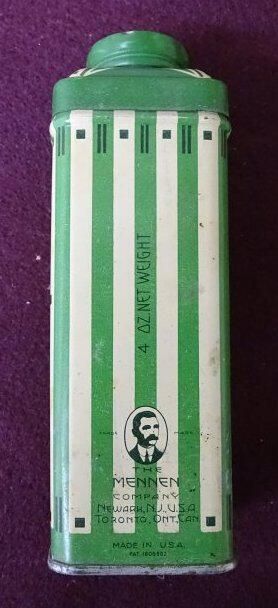 4 OZ. NET WEIGHT
TRADE MARK
THE
MENNEN
COMPANY
NEWARK, N.J., U.S.A.
TORONTO, ONT., CAN.
MADE IN U.S.A.